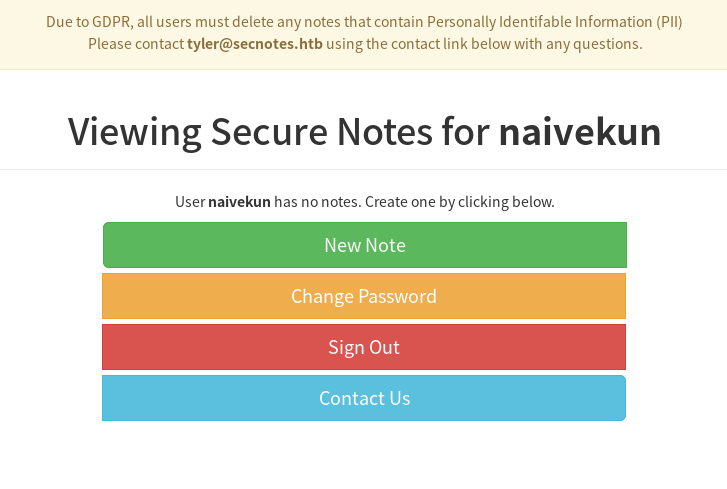 Due to GDPR, all users must delete any notes that contain Personally Identifable Information (PII)
Please contact tyler@secnotes.htb using the contact link below with any questions.
Viewing Secure Notes for naivekun
User naivekun has no notes. Create one by clicking below.
New Note
Change Password
Sign Out
Contact Us